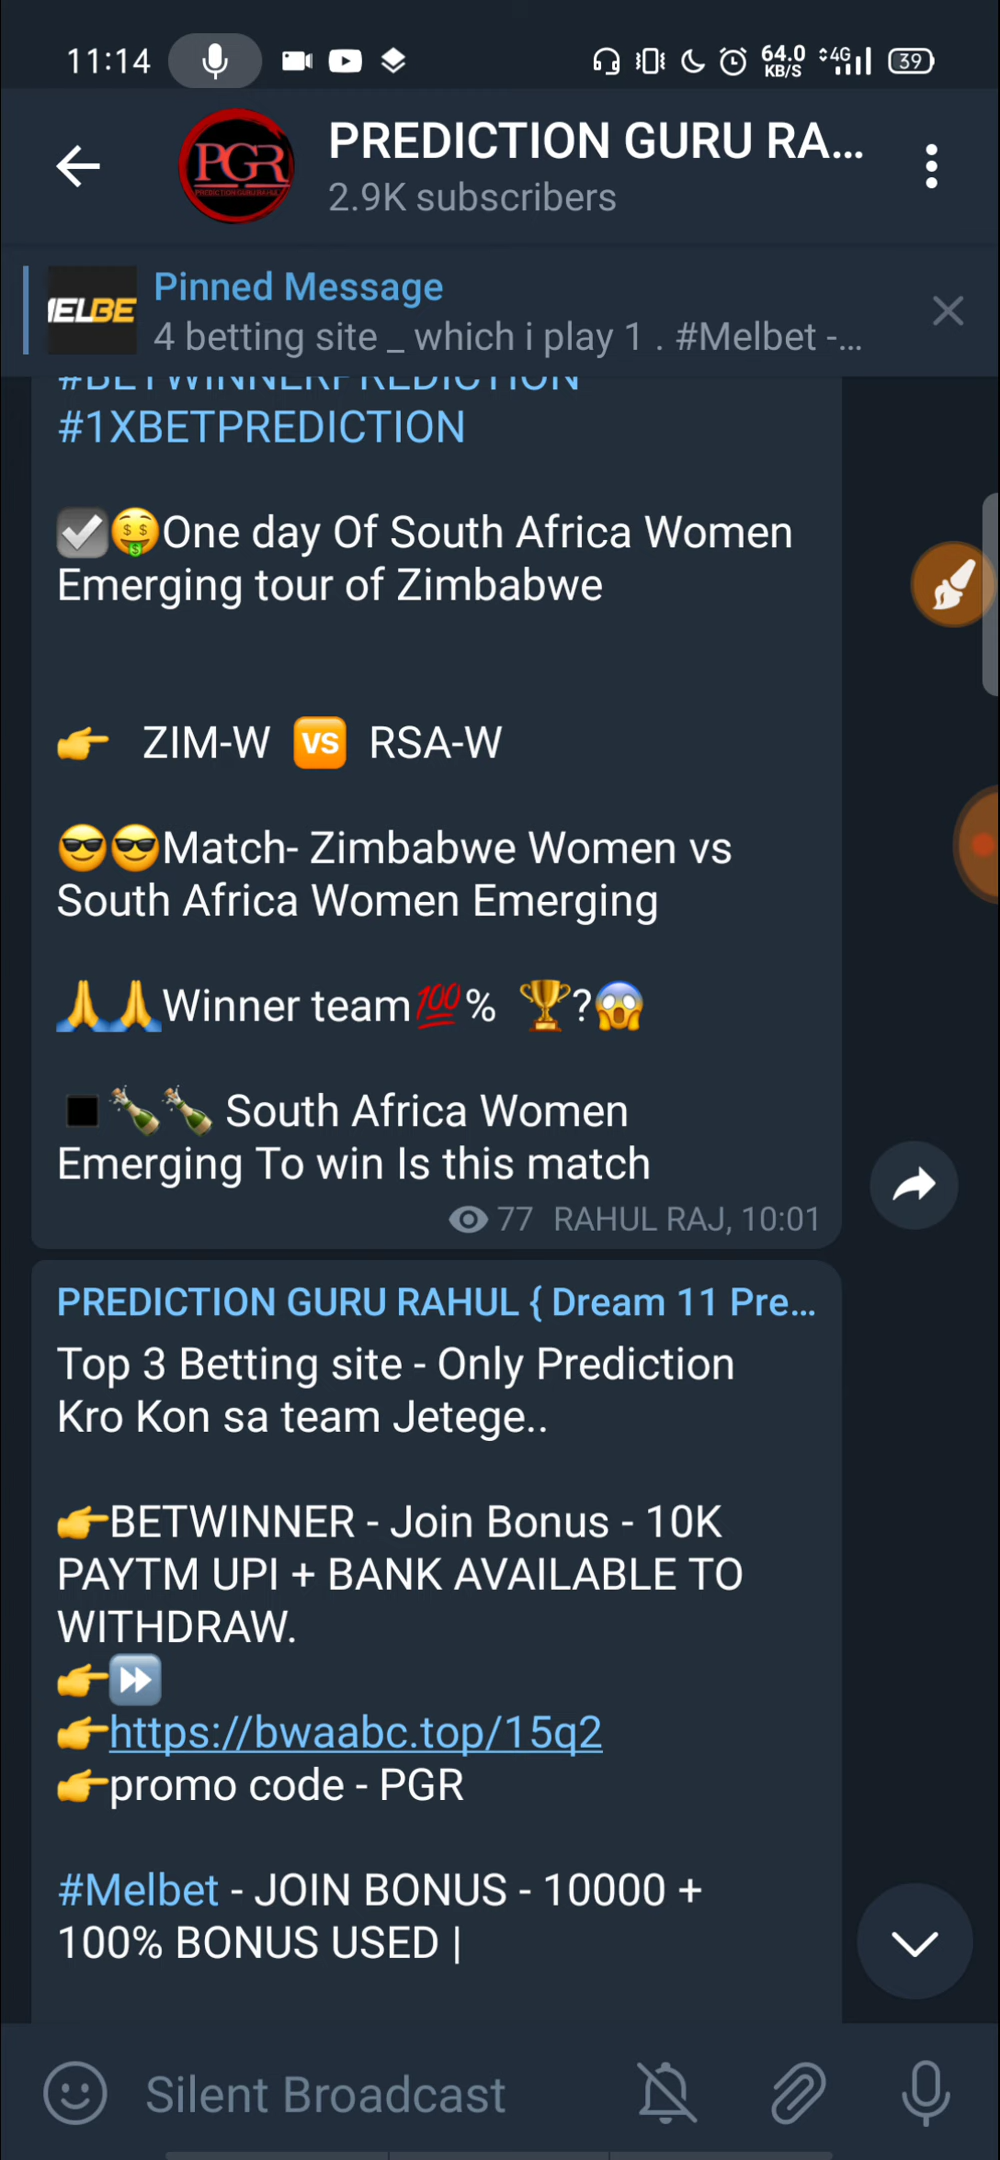 11:14
64.0
KB/S
4G
39
PGR
PREDICTION GURU RA...
2.9K subscribers
Pinned Message
4 betting site _ which i play 1 . #Melbet -...
MELBE
#BETWINNERPREDICTION
#1XBETPREDICTION
☑️🤑One day Of South Africa Women
Emerging tour of Zimbabwe
👉 ZIM-W 🆚 RSA-W
😎😎Match- Zimbabwe Women vs
South Africa Women Emerging
🙏🙏Winner team💯% 🏆?😱
◼️🍾🍾 South Africa Women
Emerging To win Is this match
77 RAHUL RAJ, 10:01
PREDICTION GURU RAHUL { Dream 11 Pre...
Top 3 Betting site - Only Prediction
Kro Kon sa team Jetege..
👉BETWINNER - Join Bonus - 10K
PAYTM UPI + BANK AVAILABLE TO
WITHDRAW.
👉⏩
👉https://bwaabc.top/15q2
👉promo code - PGR
#Melbet - JOIN BONUS - 10000 +
100% BONUS USED |
Silent Broadcast